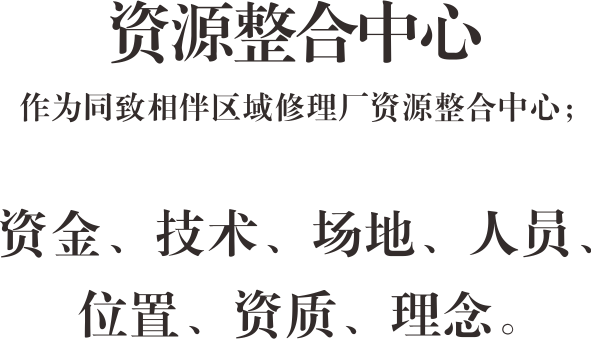 资源整合中心
作为同致相伴区域修理厂资源整合中心；
资金、技术、场地、人员、
位置、资质、理念。